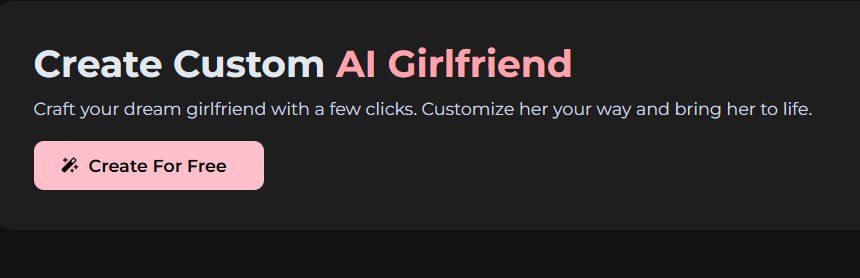 Create Custom AI Girlfriend
Craft your dream girlfriend with a few clicks. Customize her your way and bring her to life.
Create For Free